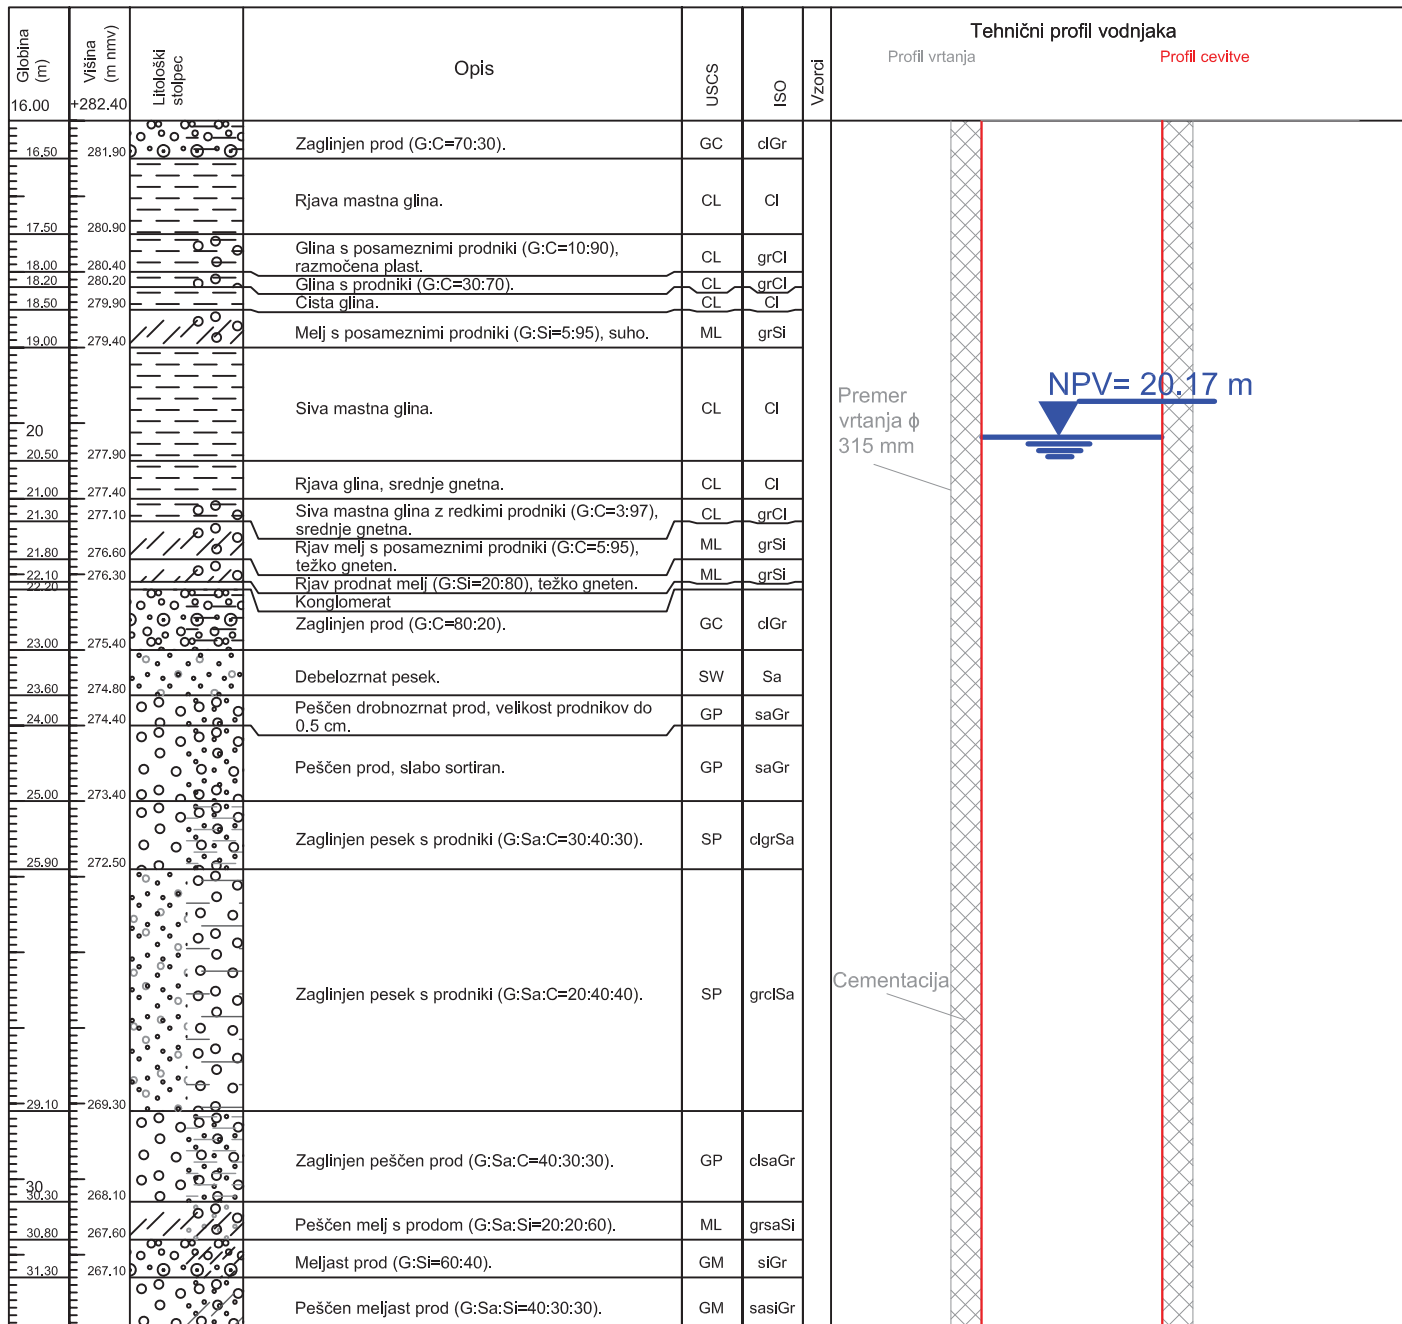 Globina
(m)
16.00
Višina
(m nmv)
+282.40
Litološki
stolpec
Opis
USCS
ISO
Vzorci
Tehnični profil vodnjaka
Profil vrtanja
Profil cevitve
16.50 281.90 Zaglinjen prod (G:C=70:30). GC clGr
17.50 280.90 Rjava mastna glina. CL Cl
18.00 280.40 Glina s posameznimi prodniki (G:C=10:90),
razmočena plast. CL grCl
18.20 280.20 Glina s prodniki (G:C=30:70). CL grCl
18.50 279.90 Čista glina. CL Cl
19.00 279.40 Melj s posameznimi prodniki (G:Si=5:95), suho. ML grSi
20
20.50 277.90 Siva mastna glina. CL Cl
21.00 277.40 Rjava glina, srednje gnetna. CL Cl
21.30 277.10 Siva mastna glina z redkimi prodniki (G:C=3:97),
srednje gnetna. CL grCl
21.80 276.60 Rjav melj s posameznimi prodniki (G:C=5:95),
težko gneten. ML grSi
22.10 276.30 Rjav prodnat melj (G:Si=20:80), težko gneten. ML grSi
22.20 Konglomerat
23.00 275.40 Zaglinjen prod (G:C=80:20). GC clGr
23.60 274.80 Debelozrnat pesek. SW Sa
24.00 274.40 Peščen drobnozrnat prod, velikost prodnikov do
0.5 cm. GP saGr
25.00 273.40 Peščen prod, slabo sortiran. GP saGr
25.90 272.50 Zaglinjen pesek s prodniki (G:Sa:C=30:40:30). SP clgrSa
29.10 269.30 Zaglinjen pesek s prodniki (G:Sa:C=20:40:40). SP grclSa
30
30.30 268.10 Zaglinjen peščen prod (G:Sa:C=40:30:30). GP clsaGr
30.80 267.60 Peščen melj s prodom (G:Sa:Si=20:20:60). ML grsaSi
31.30 267.10 Meljast prod (G:Si=60:40). GM siGr
Peščen meljast prod (G:Sa:Si=40:30:30). GM sasiGr
NPV= 20.17 m
Premer
vrtanja ϕ
315 mm
Cementacija